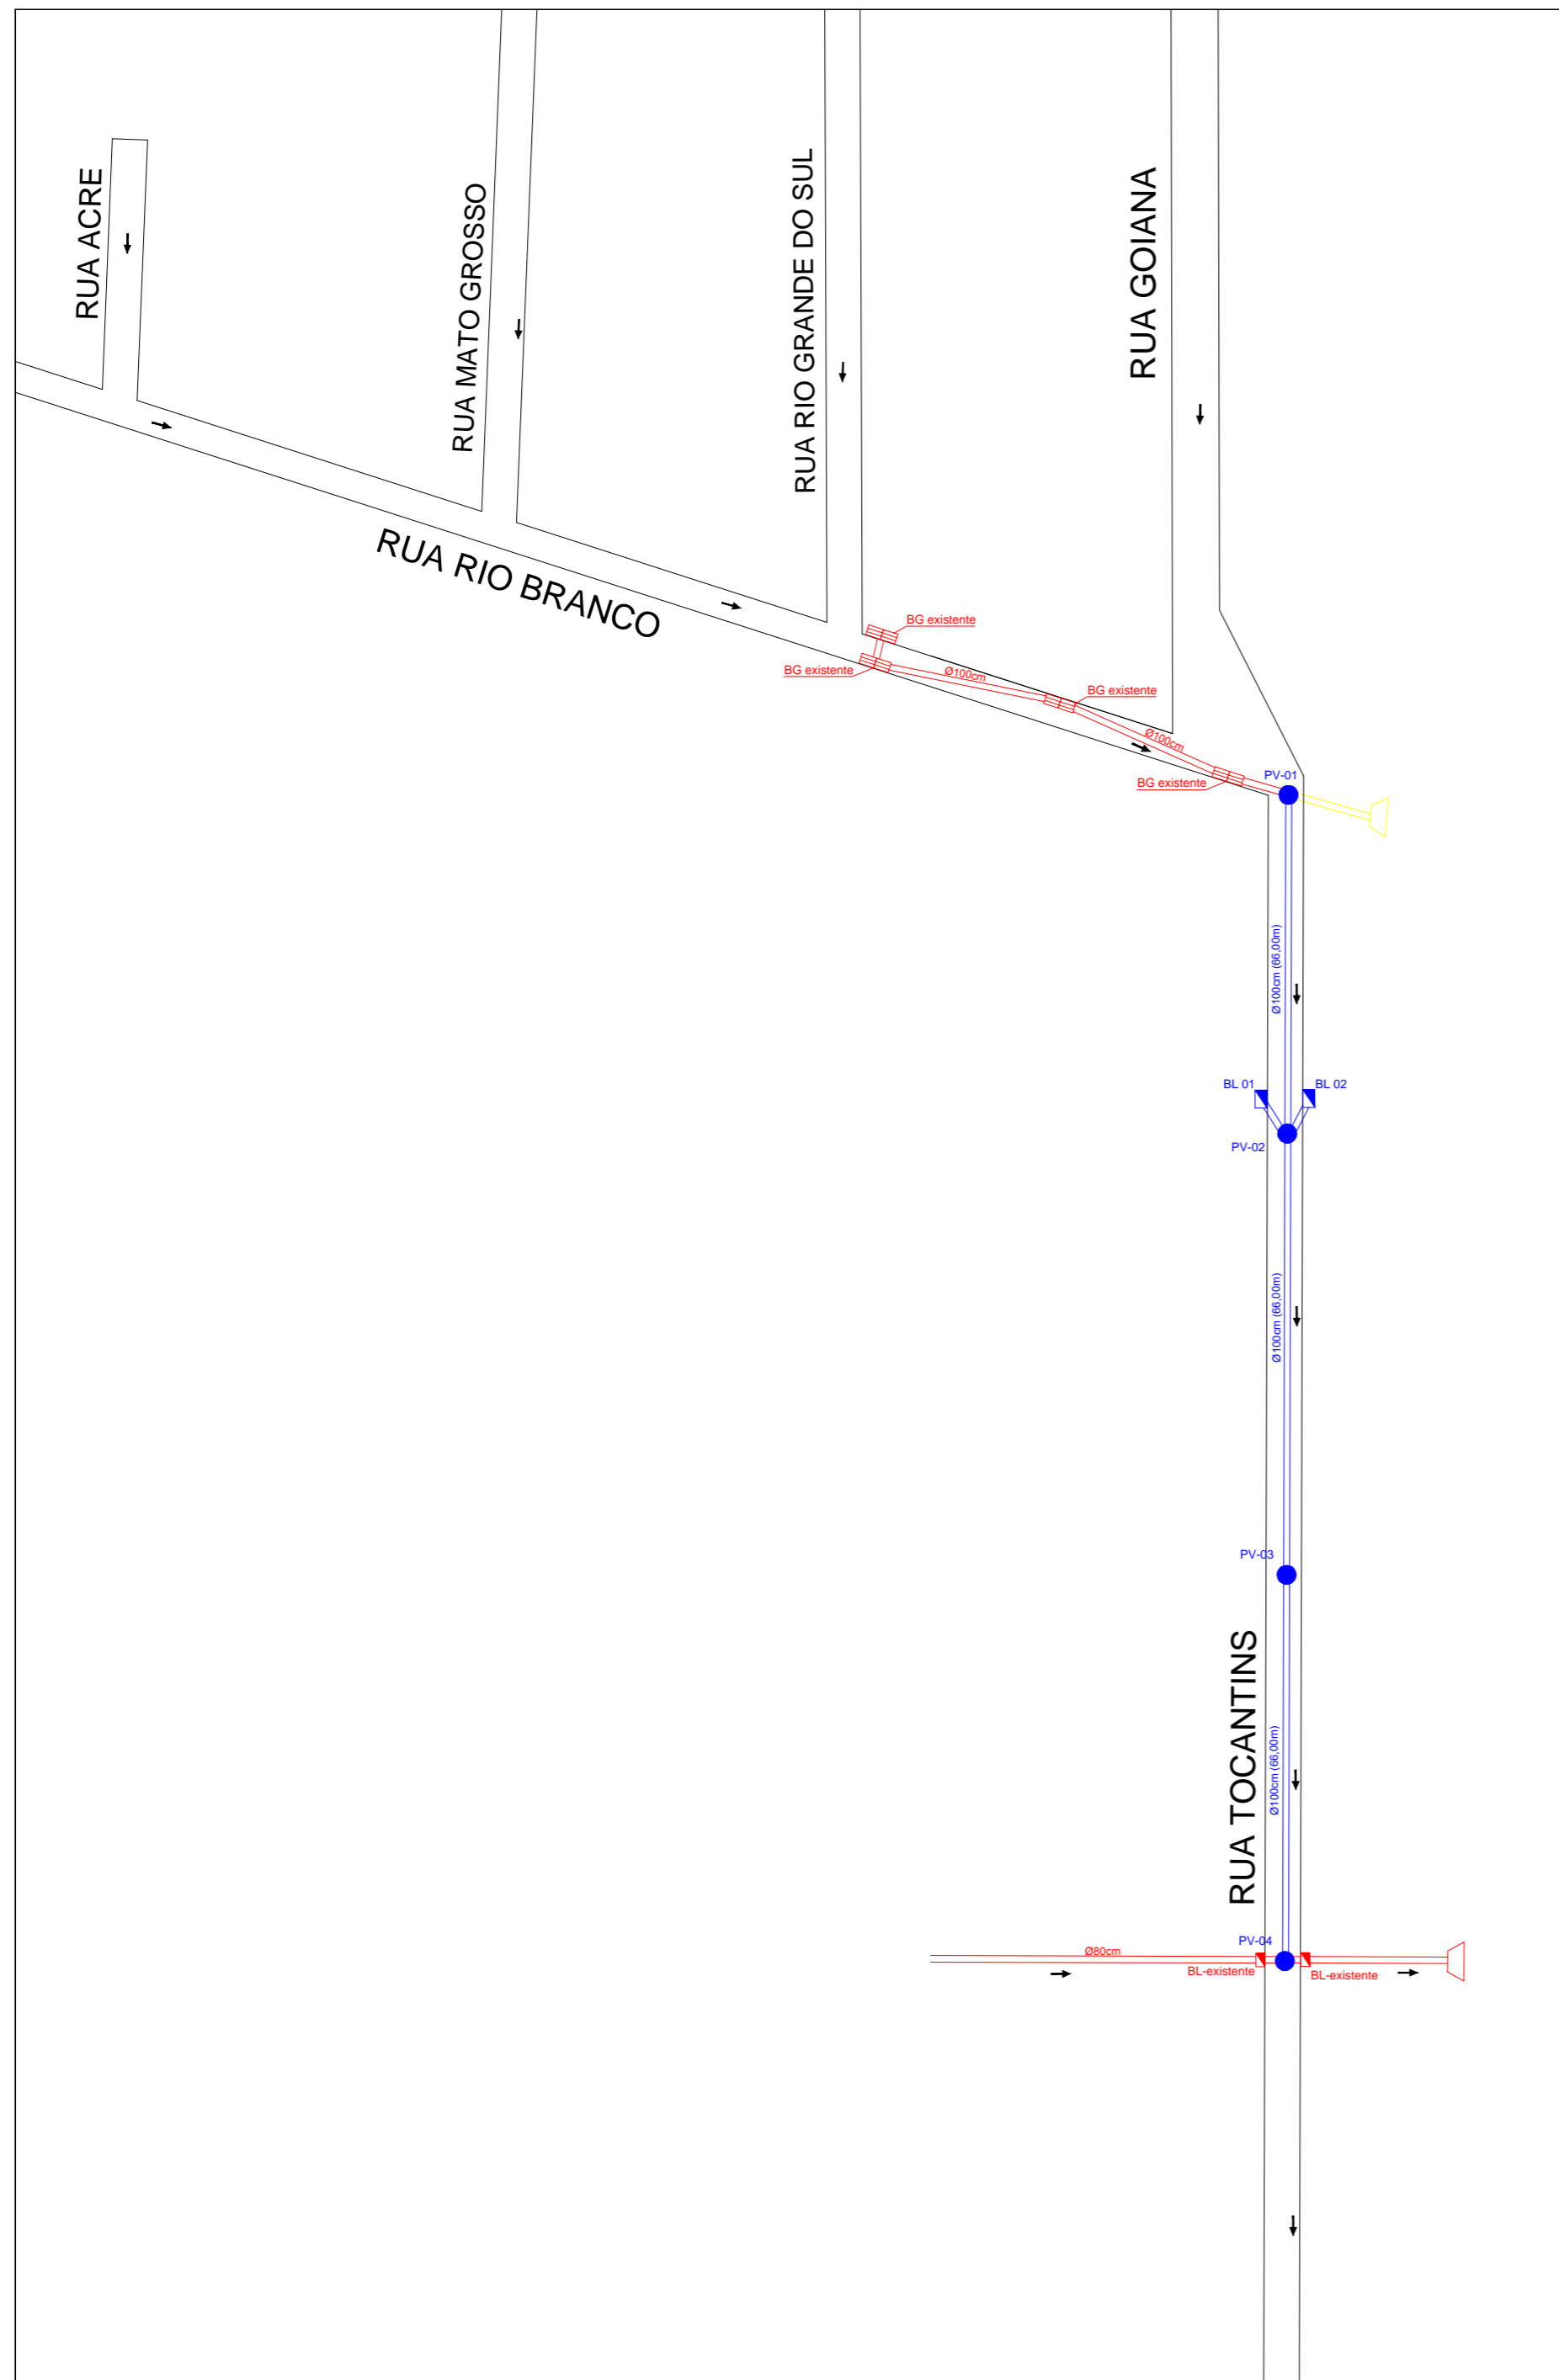 RUA ACRE
RUA MATO GROSSO
RUA RIO GRANDE DO SUL
RUA GOIANA
RUA RIO BRANCO
BG existente
BG existente
Ø100cm
BG existente
Ø100cm
BG existente
PV-01
Ø100cm (66,00m)
BL 01
BL 02
PV-02
Ø100cm (66,00m)
PV-03
RUA TOCANTINS
Ø100cm (66,00m)
PV-04
Ø80cm
BL-existente
BL-existente